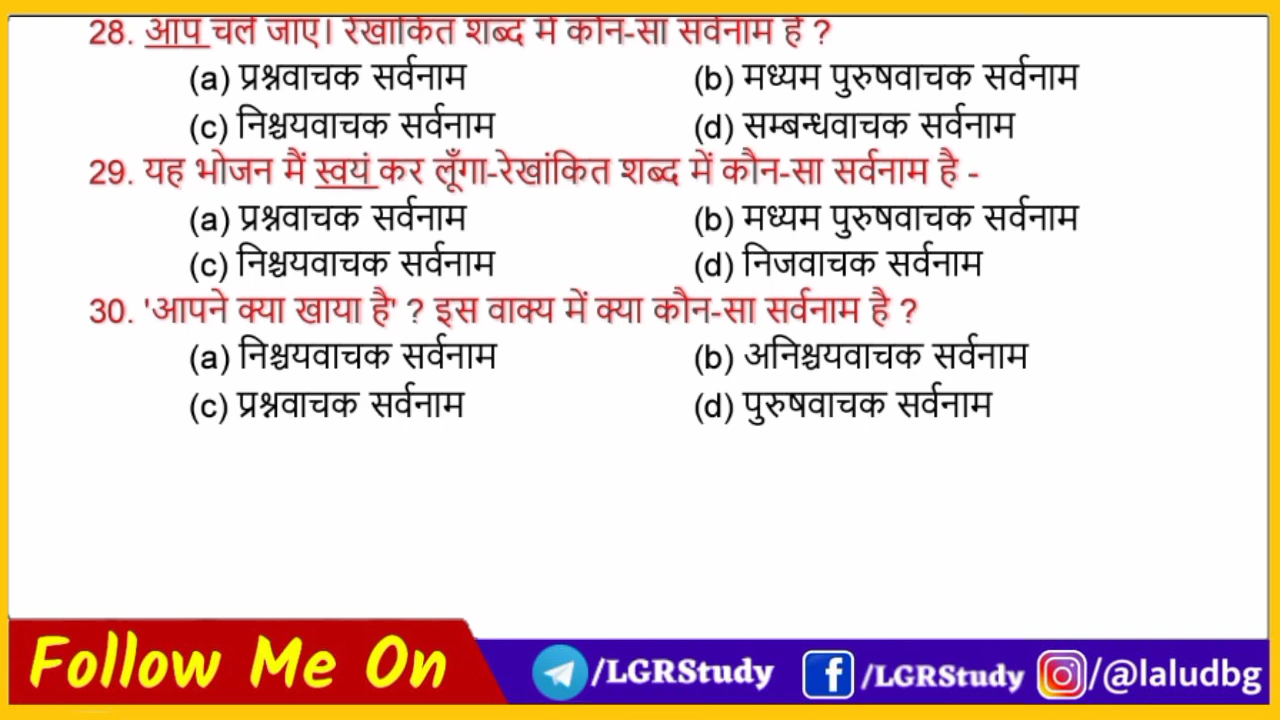 28. आप चले जाए। रेखांकित शब्द में कौन-सा सर्वनाम है ?
(a) प्रश्नवाचक सर्वनाम (b) मध्यम पुरुषवाचक सर्वनाम
(c) निश्चयवाचक सर्वनाम (d) सम्बन्धवाचक सर्वनाम
29. यह भोजन मैं स्वयं कर लूँगा-रेखांकित शब्द में कौन-सा सर्वनाम है -
(a) प्रश्नवाचक सर्वनाम (b) मध्यम पुरुषवाचक सर्वनाम
(c) निश्चयवाचक सर्वनाम (d) निजवाचक सर्वनाम
30. 'आपने क्या खाया है' ? इस वाक्य में क्या कौन-सा सर्वनाम है ?
(a) निश्चयवाचक सर्वनाम (b) अनिश्चयवाचक सर्वनाम
(c) प्रश्नवाचक सर्वनाम (d) पुरुषवाचक सर्वनाम
Follow Me On /LGRStudy /LGRStudy /@laludbg